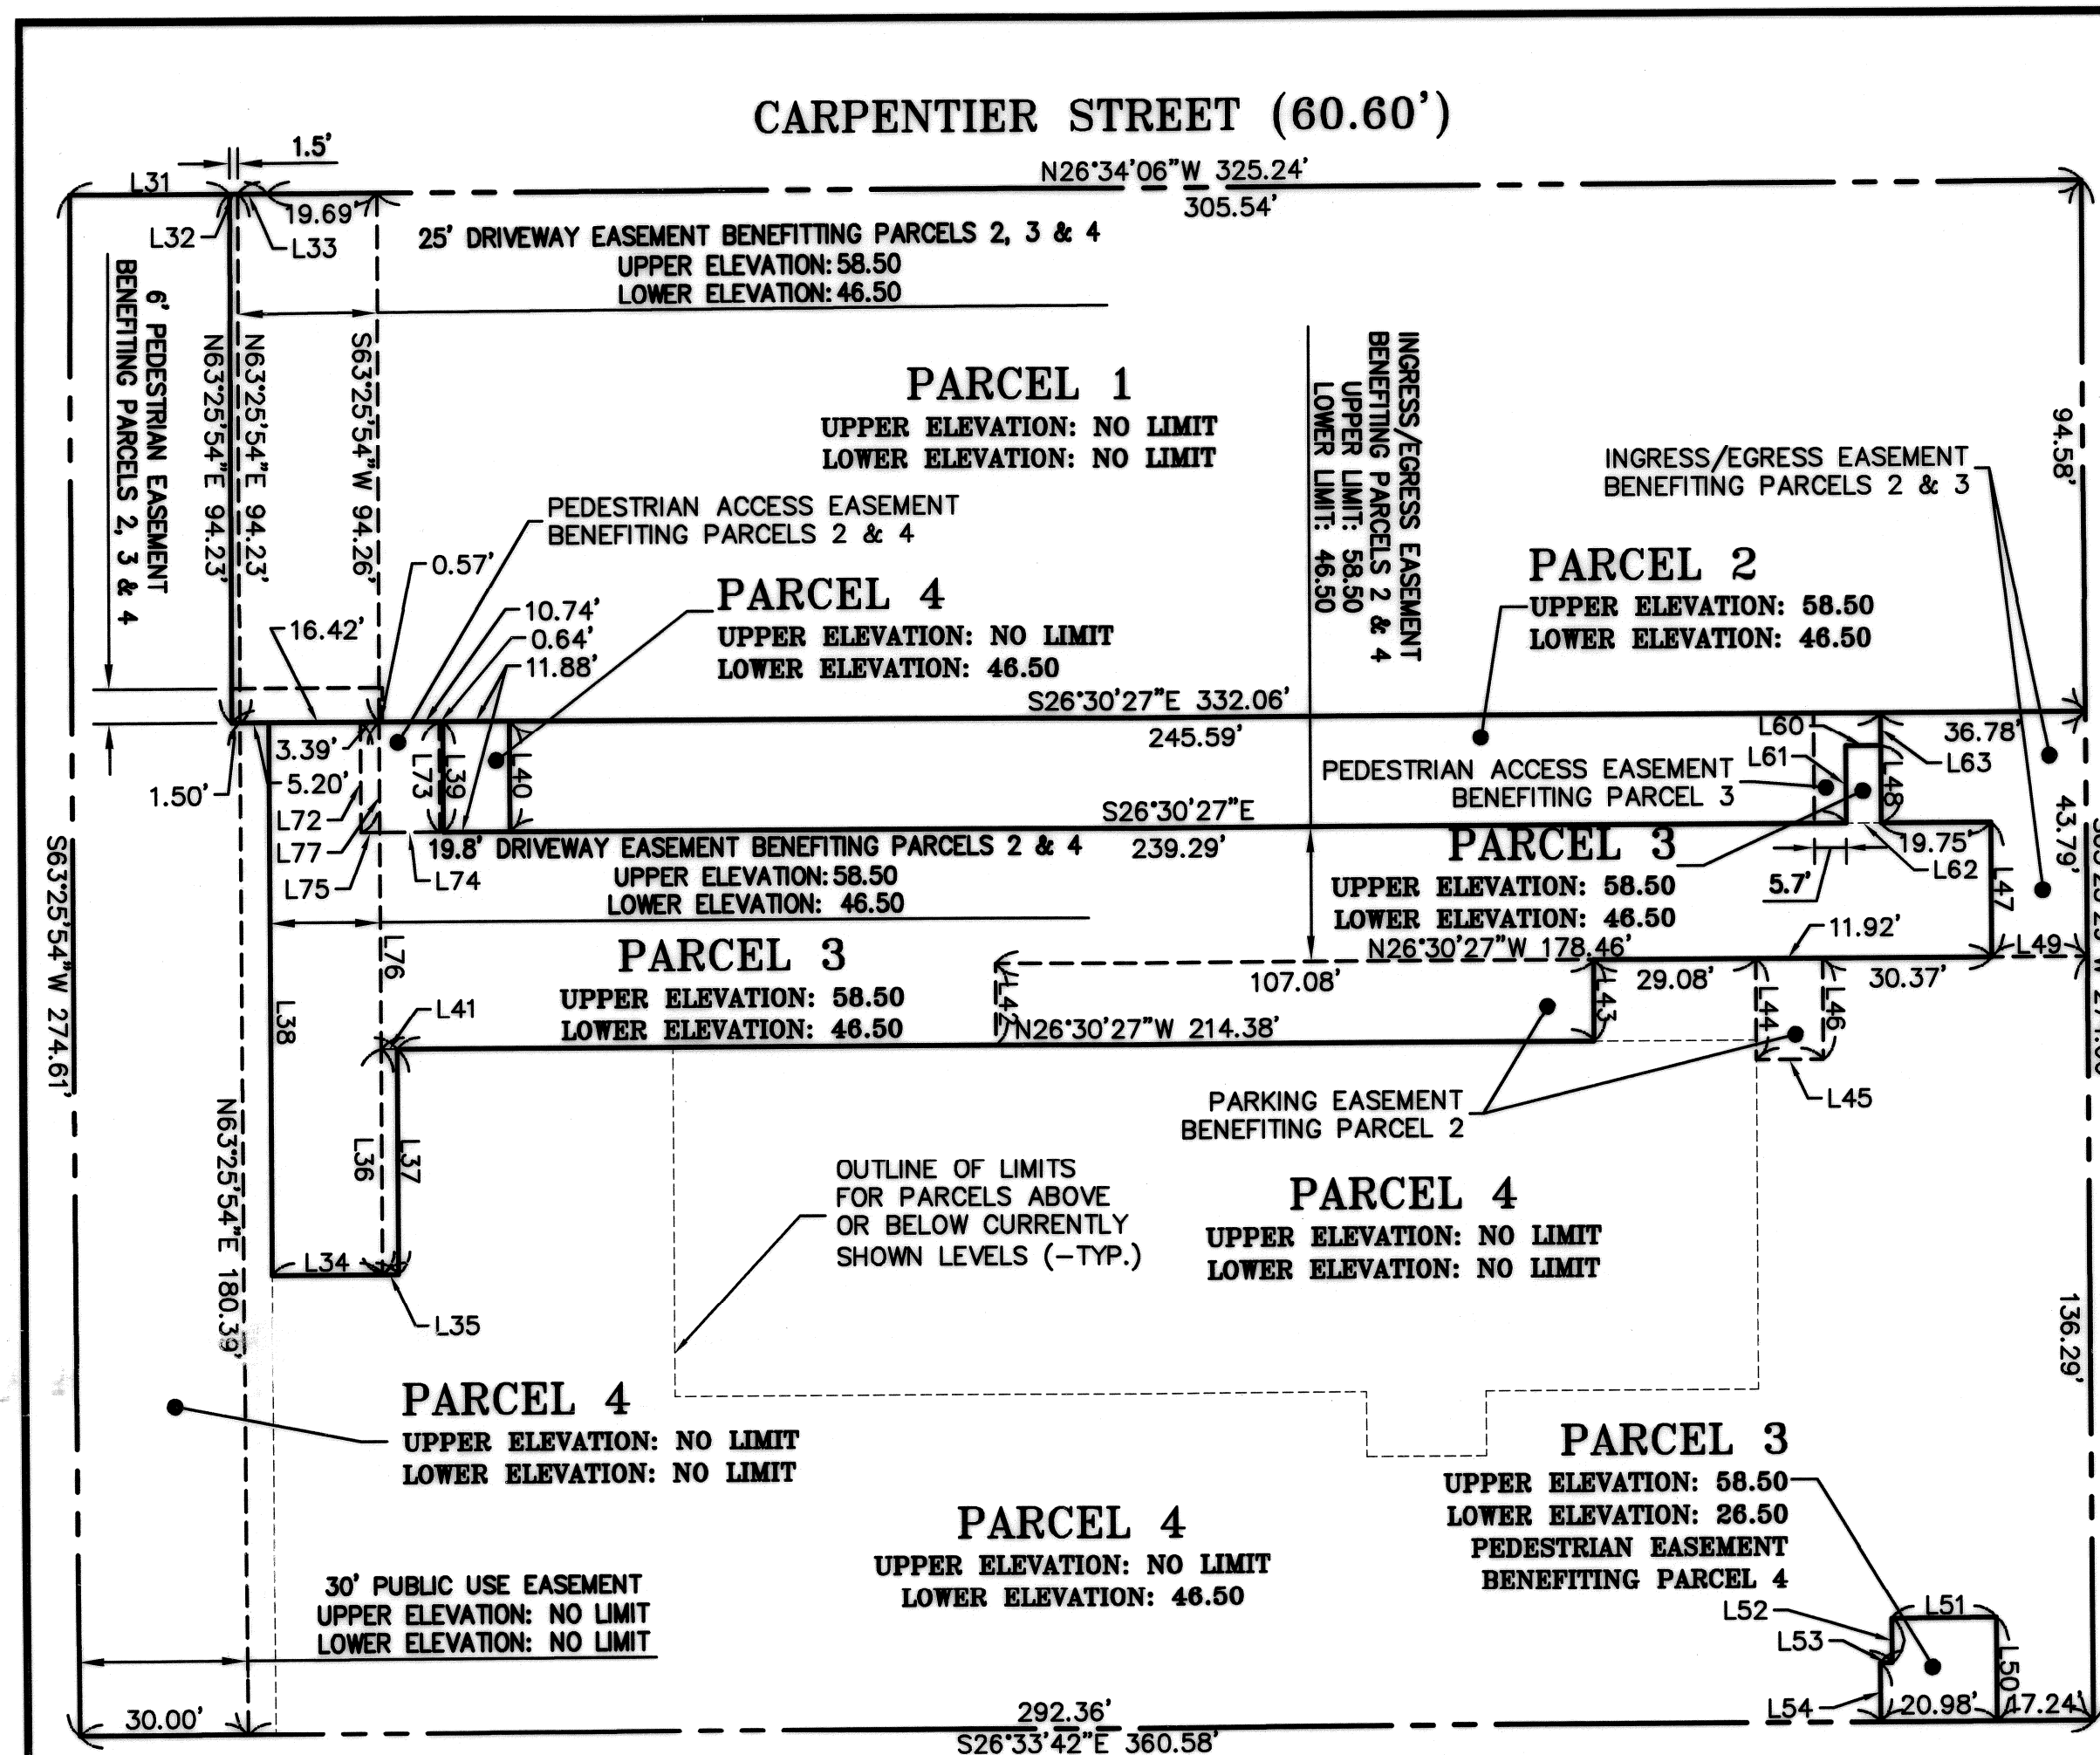 CARPENTIER STREET (60.60')
1.5'
N26°34'06"W 325.24'
L31
19.69'
305.54'
L32
L33
25' DRIVEWAY EASEMENT BENEFITTING PARCELS 2, 3 & 4
UPPER ELEVATION: 58.50
LOWER ELEVATION: 46.50
6' PEDESTRIAN EASEMENT
BENEFITING PARCELS 2, 3 & 4
N63°25'54"E 94.23'
N63°25'54"E 94.23'
S63°25'54"W 94.26'
PARCEL 1
UPPER ELEVATION: NO LIMIT
LOWER ELEVATION: NO LIMIT
INGRESS/EGRESS EASEMENT
BENEFITING PARCELS 2 & 4
UPPER LIMIT: 58.50
LOWER LIMIT: 46.50
94.58'
INGRESS/EGRESS EASEMENT
BENEFITING PARCELS 2 & 3
PEDESTRIAN ACCESS EASEMENT
BENEFITING PARCELS 2 & 4
0.57'
PARCEL 4
UPPER ELEVATION: NO LIMIT
LOWER ELEVATION: 46.50
PARCEL 2
UPPER ELEVATION: 58.50
LOWER ELEVATION: 46.50
10.74'
0.64'
11.88'
16.42'
S26°30'27"E 332.06'
245.59'
L60
36.78'
3.39'
5.20'
1.50'
L72
L77
L75
L73
L39
L40
L74
L61
L63
L48
PEDESTRIAN ACCESS EASEMENT
BENEFITING PARCEL 3
43.79'
S26°30'27"E
239.29'
19.8' DRIVEWAY EASEMENT BENEFITING PARCELS 2 & 4
UPPER ELEVATION: 58.50
LOWER ELEVATION: 46.50
PARCEL 3
UPPER ELEVATION: 58.50
LOWER ELEVATION: 46.50
19.75'
L62
5.7'
L47
11.92'
L49
S63°25'54"W 274.61'
L76
PARCEL 3
UPPER ELEVATION: 58.50
LOWER ELEVATION: 46.50
N26°30'27"W 178.46'
107.08'
29.08'
30.37'
L38
L41
L42
N26°30'27"W 214.38'
L43
L44
L46
L45
PARKING EASEMENT
BENEFITING PARCEL 2
L36
L37
N63°25'54"E 180.39'
OUTLINE OF LIMITS
FOR PARCELS ABOVE
OR BELOW CURRENTLY
SHOWN LEVELS (-TYP.)
PARCEL 4
UPPER ELEVATION: NO LIMIT
LOWER ELEVATION: NO LIMIT
L34
L35
136.29'
PARCEL 4
UPPER ELEVATION: NO LIMIT
LOWER ELEVATION: NO LIMIT
PARCEL 3
UPPER ELEVATION: 58.50
LOWER ELEVATION: 26.50
PEDESTRIAN EASEMENT
BENEFITING PARCEL 4
PARCEL 4
UPPER ELEVATION: NO LIMIT
LOWER ELEVATION: 46.50
30' PUBLIC USE EASEMENT
UPPER ELEVATION: NO LIMIT
LOWER ELEVATION: NO LIMIT
L51
L52
L53
L50
L54
20.98'
17.24'
30.00'
292.36'
S26°33'42"E 360.58'